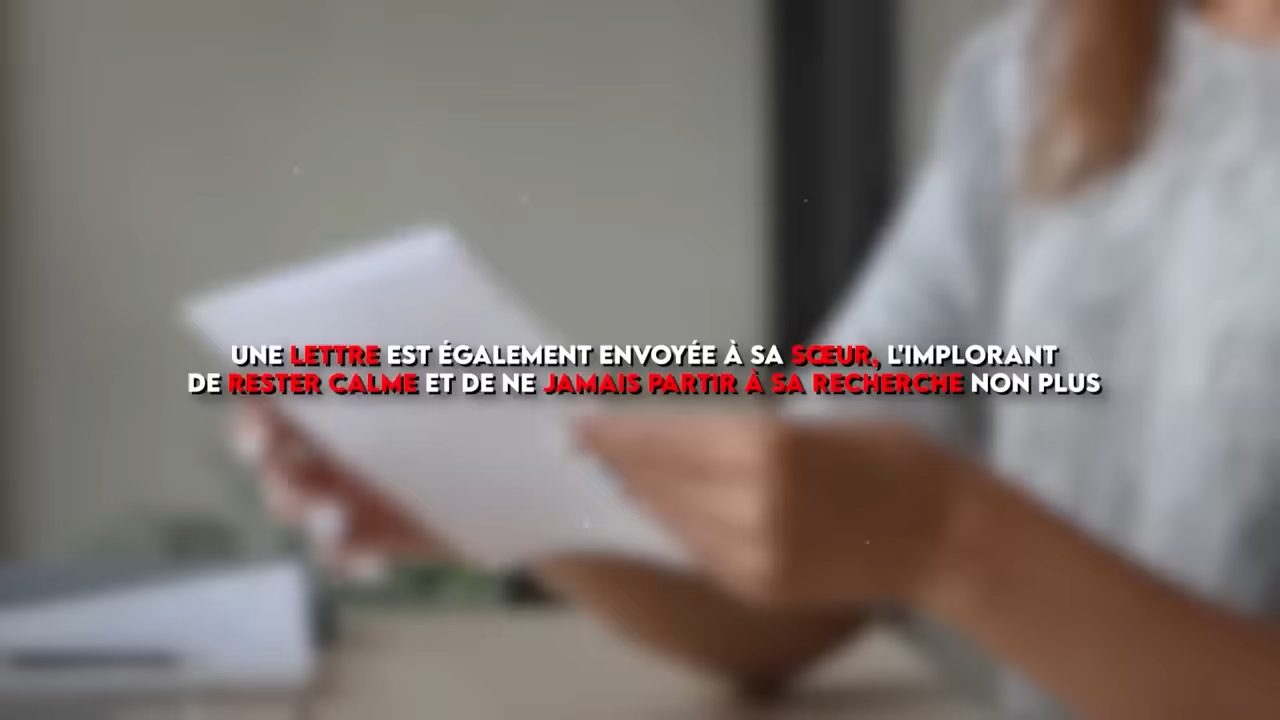 UNE LETTRE EST ÉGALEMENT ENVOYÉE À SA SŒUR, L'IMPLORANT
DE RESTER CALME ET DE NE JAMAIS PARTIR À SA RECHERCHE NON PLUS